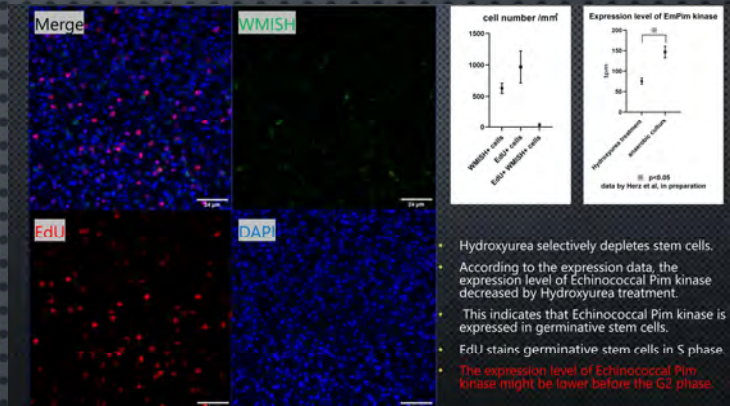 Merge
WMISH
EdU
DAPI
24 μm
24 μm
cell number /mm²
1500
1000
500
0
WMISH+ cells
EdU+ cells
EdU+ WMISH+ cells
Expression level of EmPim kinase
200
150
100
50
0
tpm
※
Hydroxyurea treatment
anaerobic culture
※ p<0.05
data by Herz et al, in preparation
• Hydroxyurea selectively depletes stem cells.
• According to the expression data, the
expression level of Echinococcal Pim kinase
decreased by Hydroxyurea treatment.
• This indicates that Echinococcal Pim kinase is
expressed in germinative stem cells.
• EdU stains germinative stem cells in S phase
• The expression level of Echinococcal Pim
kinase might be lower before the G2 phase.